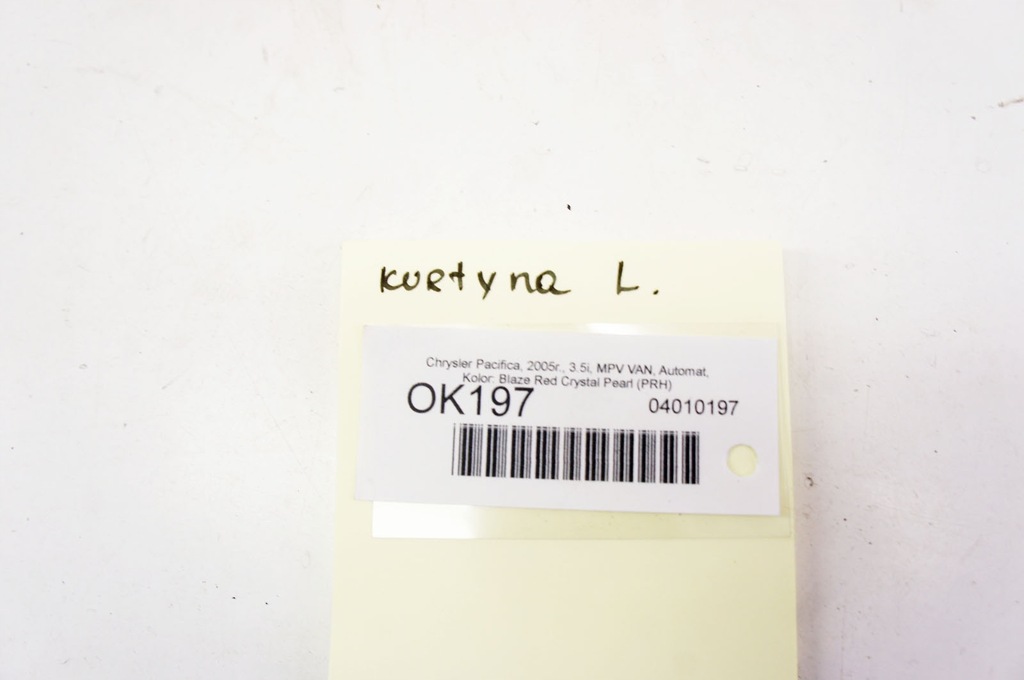 kurtyna L.
Chrysler Pacifica, 2005r., 3.5i, MPV VAN, Automat,
Kolor: Blaze Red Crystal Pearl (PRH)
OK197 04010197